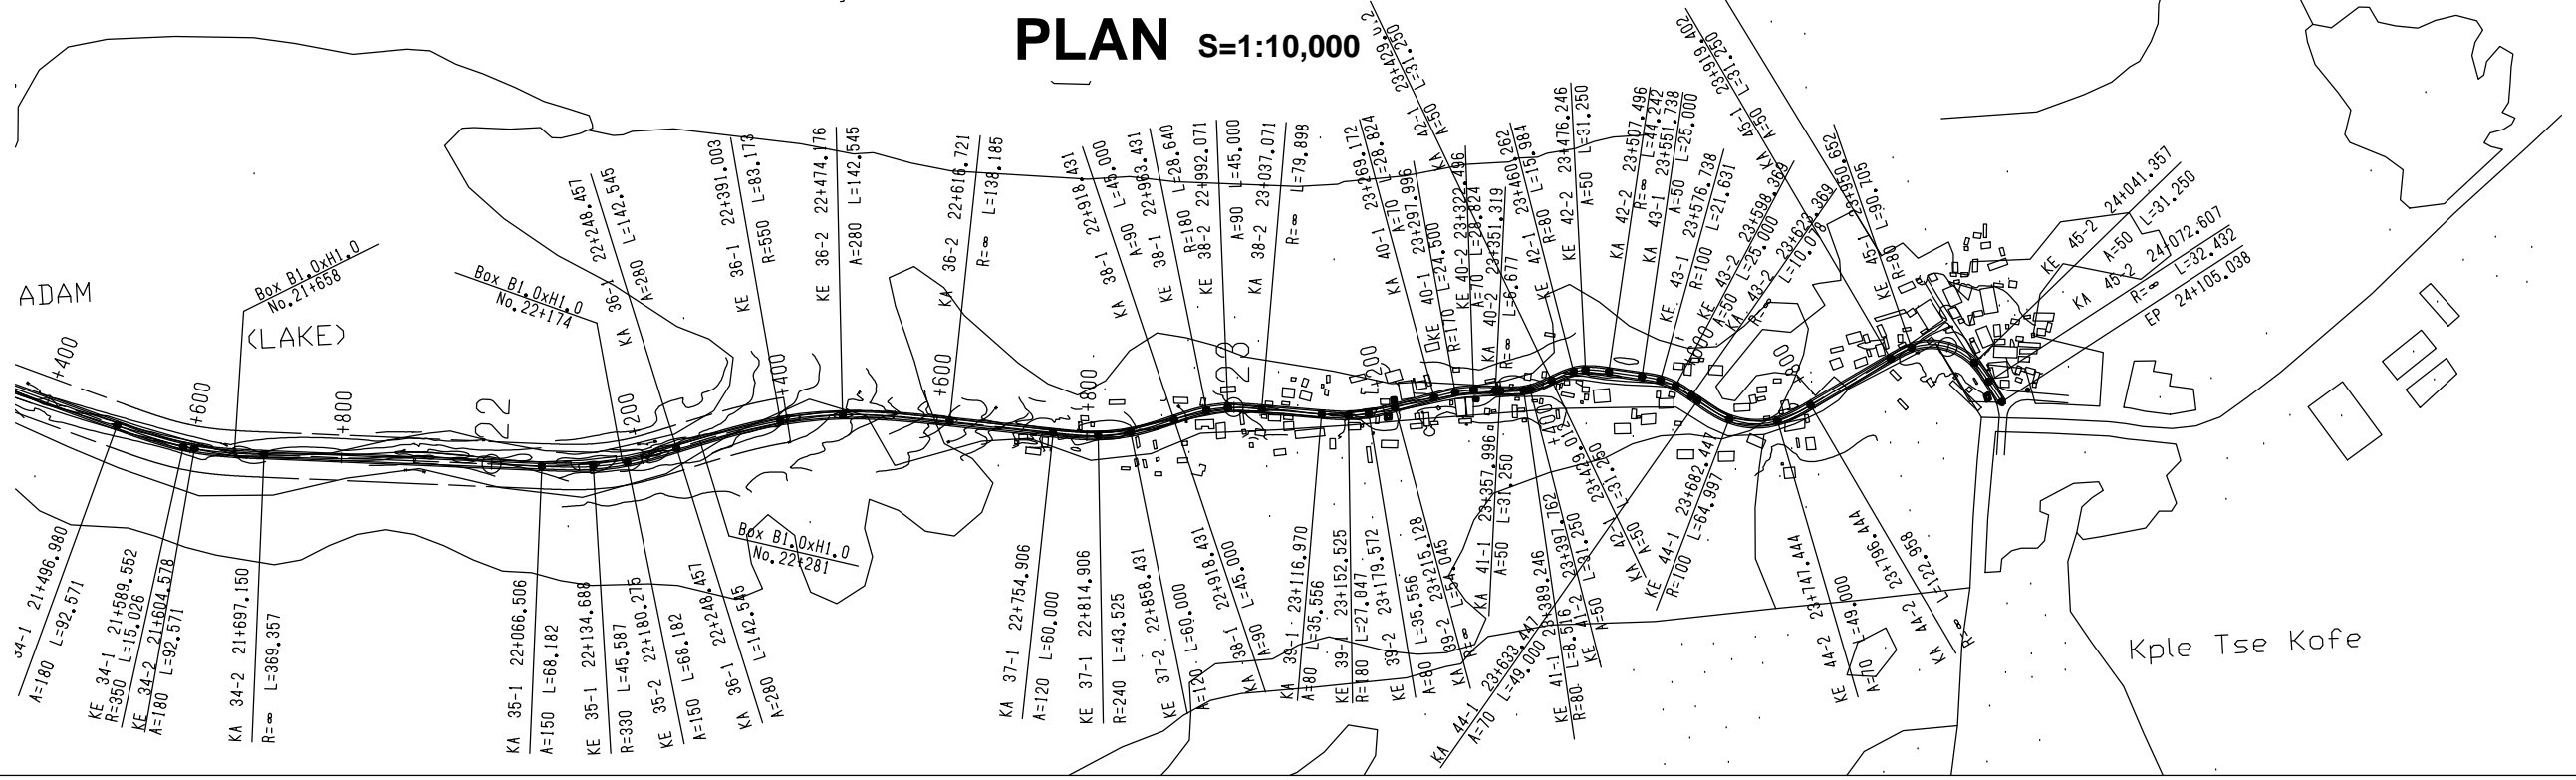 PLAN S=1:10,000
ADAM
(LAKE)
Box B1.0xH1.0
No.21+658
Box B1.0xH1.0
No.22+174
KA 36-1 22+248.457
A=280 L=142.545
KE 36-1 22+391.003
R=550 L=83.173
KE 36-2 22+474.176
A=280 L=142.545
KA 36-2 22+616.721
R=∞ L=138.185
KA 38-1 22+918.431
A=90 L=45.000
KE 38-1 22+963.431
R=180 L=28.640
KE 38-2 22+992.071
A=90 L=45.000
KA 38-2 23+037.071
R=∞ L=79.898
KA 40-1 23+269.172
A=70 L=28.824
KE 40-1 23+297.996
R=170 L=24.500
KE 40-2 23+322.496
A=70 L=28.824
KA 40-2 23+351.319
R=∞ L=6.677
KA 42-1
A=50 L=31.250
KE 42-1 23+460.262
R=80 L=15.984
KE 42-2 23+476.246
A=50 L=31.250
KA 42-2 23+507.496
R=∞ L=44.242
KA 43-1 23+551.738
A=50 L=25.000
KE 43-1 23+576.738
R=100 L=21.631
KE 43-2 23+598.369
A=50 L=25.000
KA 43-2 23+623.369
R=∞ L=10.078
KA 45-1 23+919.402
A=50 L=31.250
KE 45-1 23+950.652
R=80 L=90.705
KE 45-2 24+041.357
A=50 L=31.250
KA 45-2 24+072.607
R=∞ L=32.432
EP 24+105.038
+400
+600
+800
22
+200
+400
+600
+800
23
+200
+400
+600
+800
34-1 21+496.980
A=180 L=92.571
KE 34-1 21+589.552
R=350 L=15.026
KE 34-2 21+604.578
A=180 L=92.571
KA 34-2 21+697.150
R=∞ L=369.357
KA 35-1 22+066.506
A=150 L=68.182
KE 35-1 22+134.688
R=330 L=45.587
KE 35-2 22+180.275
A=150 L=68.182
KA 36-1 22+248.457
A=280 L=142.545
Box B1.0xH1.0
No.22+281
KA 37-1 22+754.906
A=120 L=60.000
KE 37-1 22+814.906
R=240 L=43.525
KE 37-2 22+858.431
A=120 L=60.000
KA 38-1 22+918.431
A=90 L=45.000
KA 39-1 23+116.970
A=80 L=35.556
KE 39-1 23+152.525
R=180 L=27.047
KE 39-2 23+179.572
A=80 L=35.556
KA 39-2 23+215.128
R=∞ L=54.045
KA 41-1 23+357.996
A=50 L=31.250
KE 41-1 23+389.246
R=80 L=8.516
KE 41-2 23+397.762
A=50 L=31.250
KA 42-1 23+429.012
A=50 L=31.250
KA 44-1 23+633.447
A=70 L=49.000
KE 44-1 23+682.447
R=100 L=64.997
KE 44-2 23+747.444
A=70 L=49.000
KA 44-2 23+796.444
R=∞ L=122.958
Kple Tse Kofe